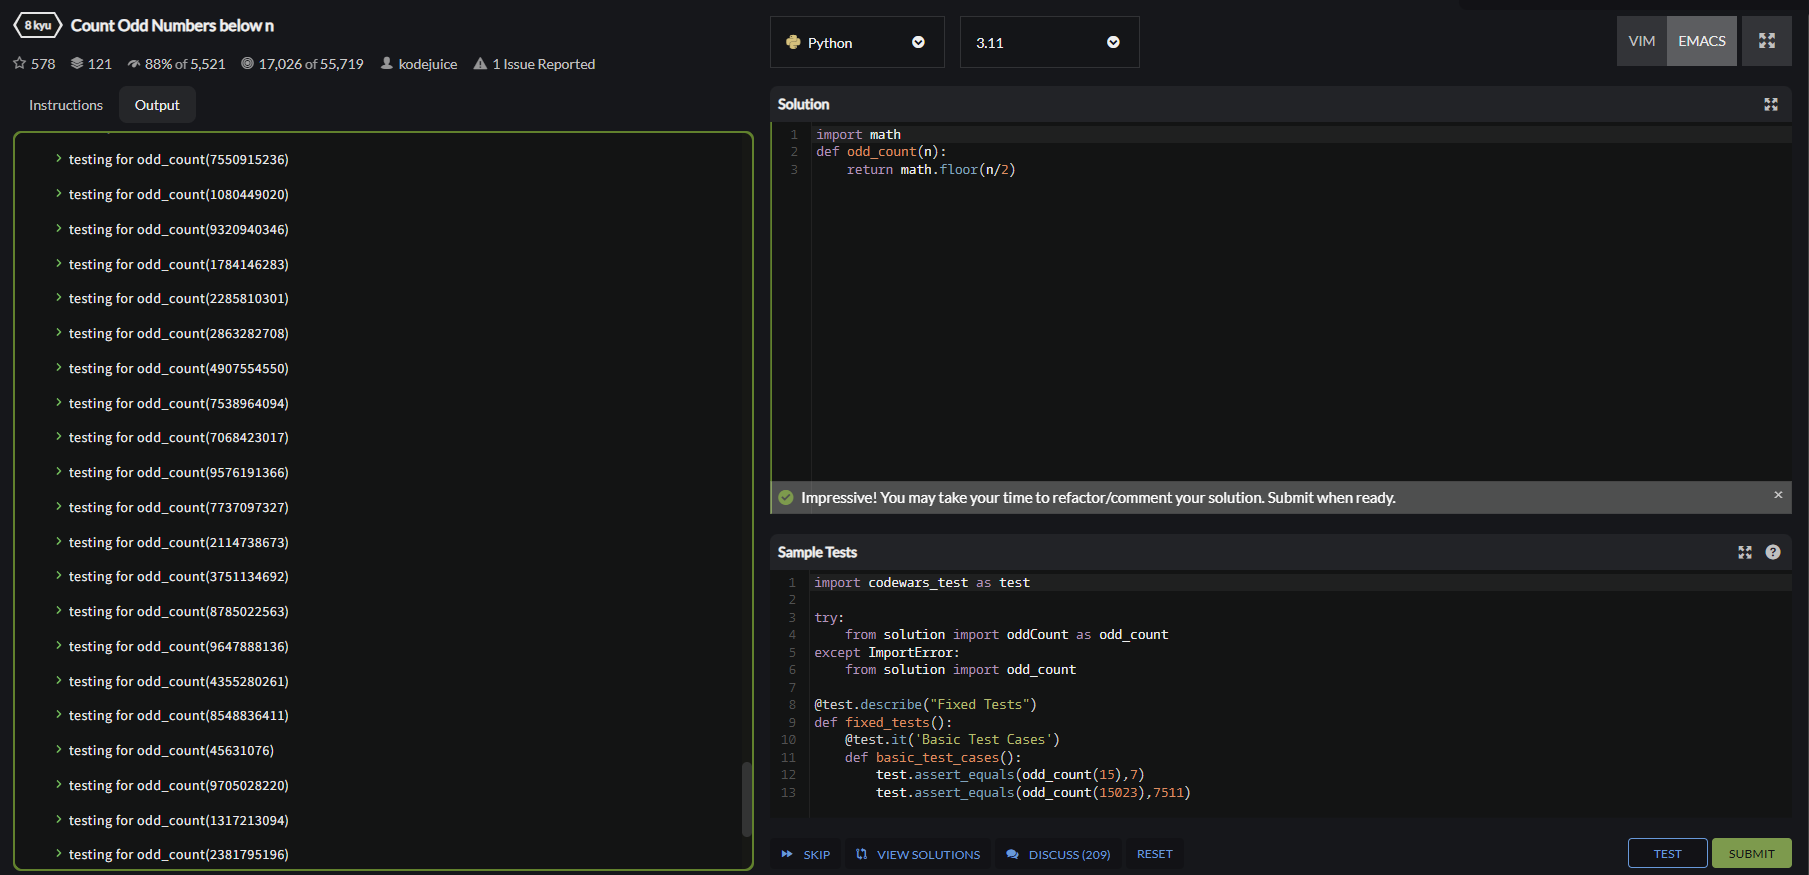 8 kyu Count Odd Numbers below n
578 121 88% of 5,521 17,026 of 55,719 kodejuice 1 Issue Reported
Instructions Output
testing for odd_count(7550915236)
testing for odd_count(1080449020)
testing for odd_count(9320940346)
testing for odd_count(1784146283)
testing for odd_count(2285810301)
testing for odd_count(2863282708)
testing for odd_count(4907554550)
testing for odd_count(7538964094)
testing for odd_count(7068423017)
testing for odd_count(9576191366)
testing for odd_count(7737097327)
testing for odd_count(2114738673)
testing for odd_count(3751134692)
testing for odd_count(8785022563)
testing for odd_count(9647888136)
testing for odd_count(4355280261)
testing for odd_count(8548836411)
testing for odd_count(45631076)
testing for odd_count(9705028220)
testing for odd_count(1317213094)
testing for odd_count(2381795196)
Python 3.11 VIM EMACS
Solution
1 import math
2 def odd_count(n):
3     return math.floor(n/2)
Impressive! You may take your time to refactor/comment your solution. Submit when ready. ×
Sample Tests ?
1 import codewars_test as test
2
3 try:
4     from solution import oddCount as odd_count
5 except ImportError:
6     from solution import odd_count
7
8 @test.describe("Fixed Tests")
9 def fixed_tests():
10     @test.it('Basic Test Cases')
11     def basic_test_cases():
12         test.assert_equals(odd_count(15),7)
13         test.assert_equals(odd_count(15023),7511)
SKIP VIEW SOLUTIONS DISCUSS (209) RESET TEST SUBMIT